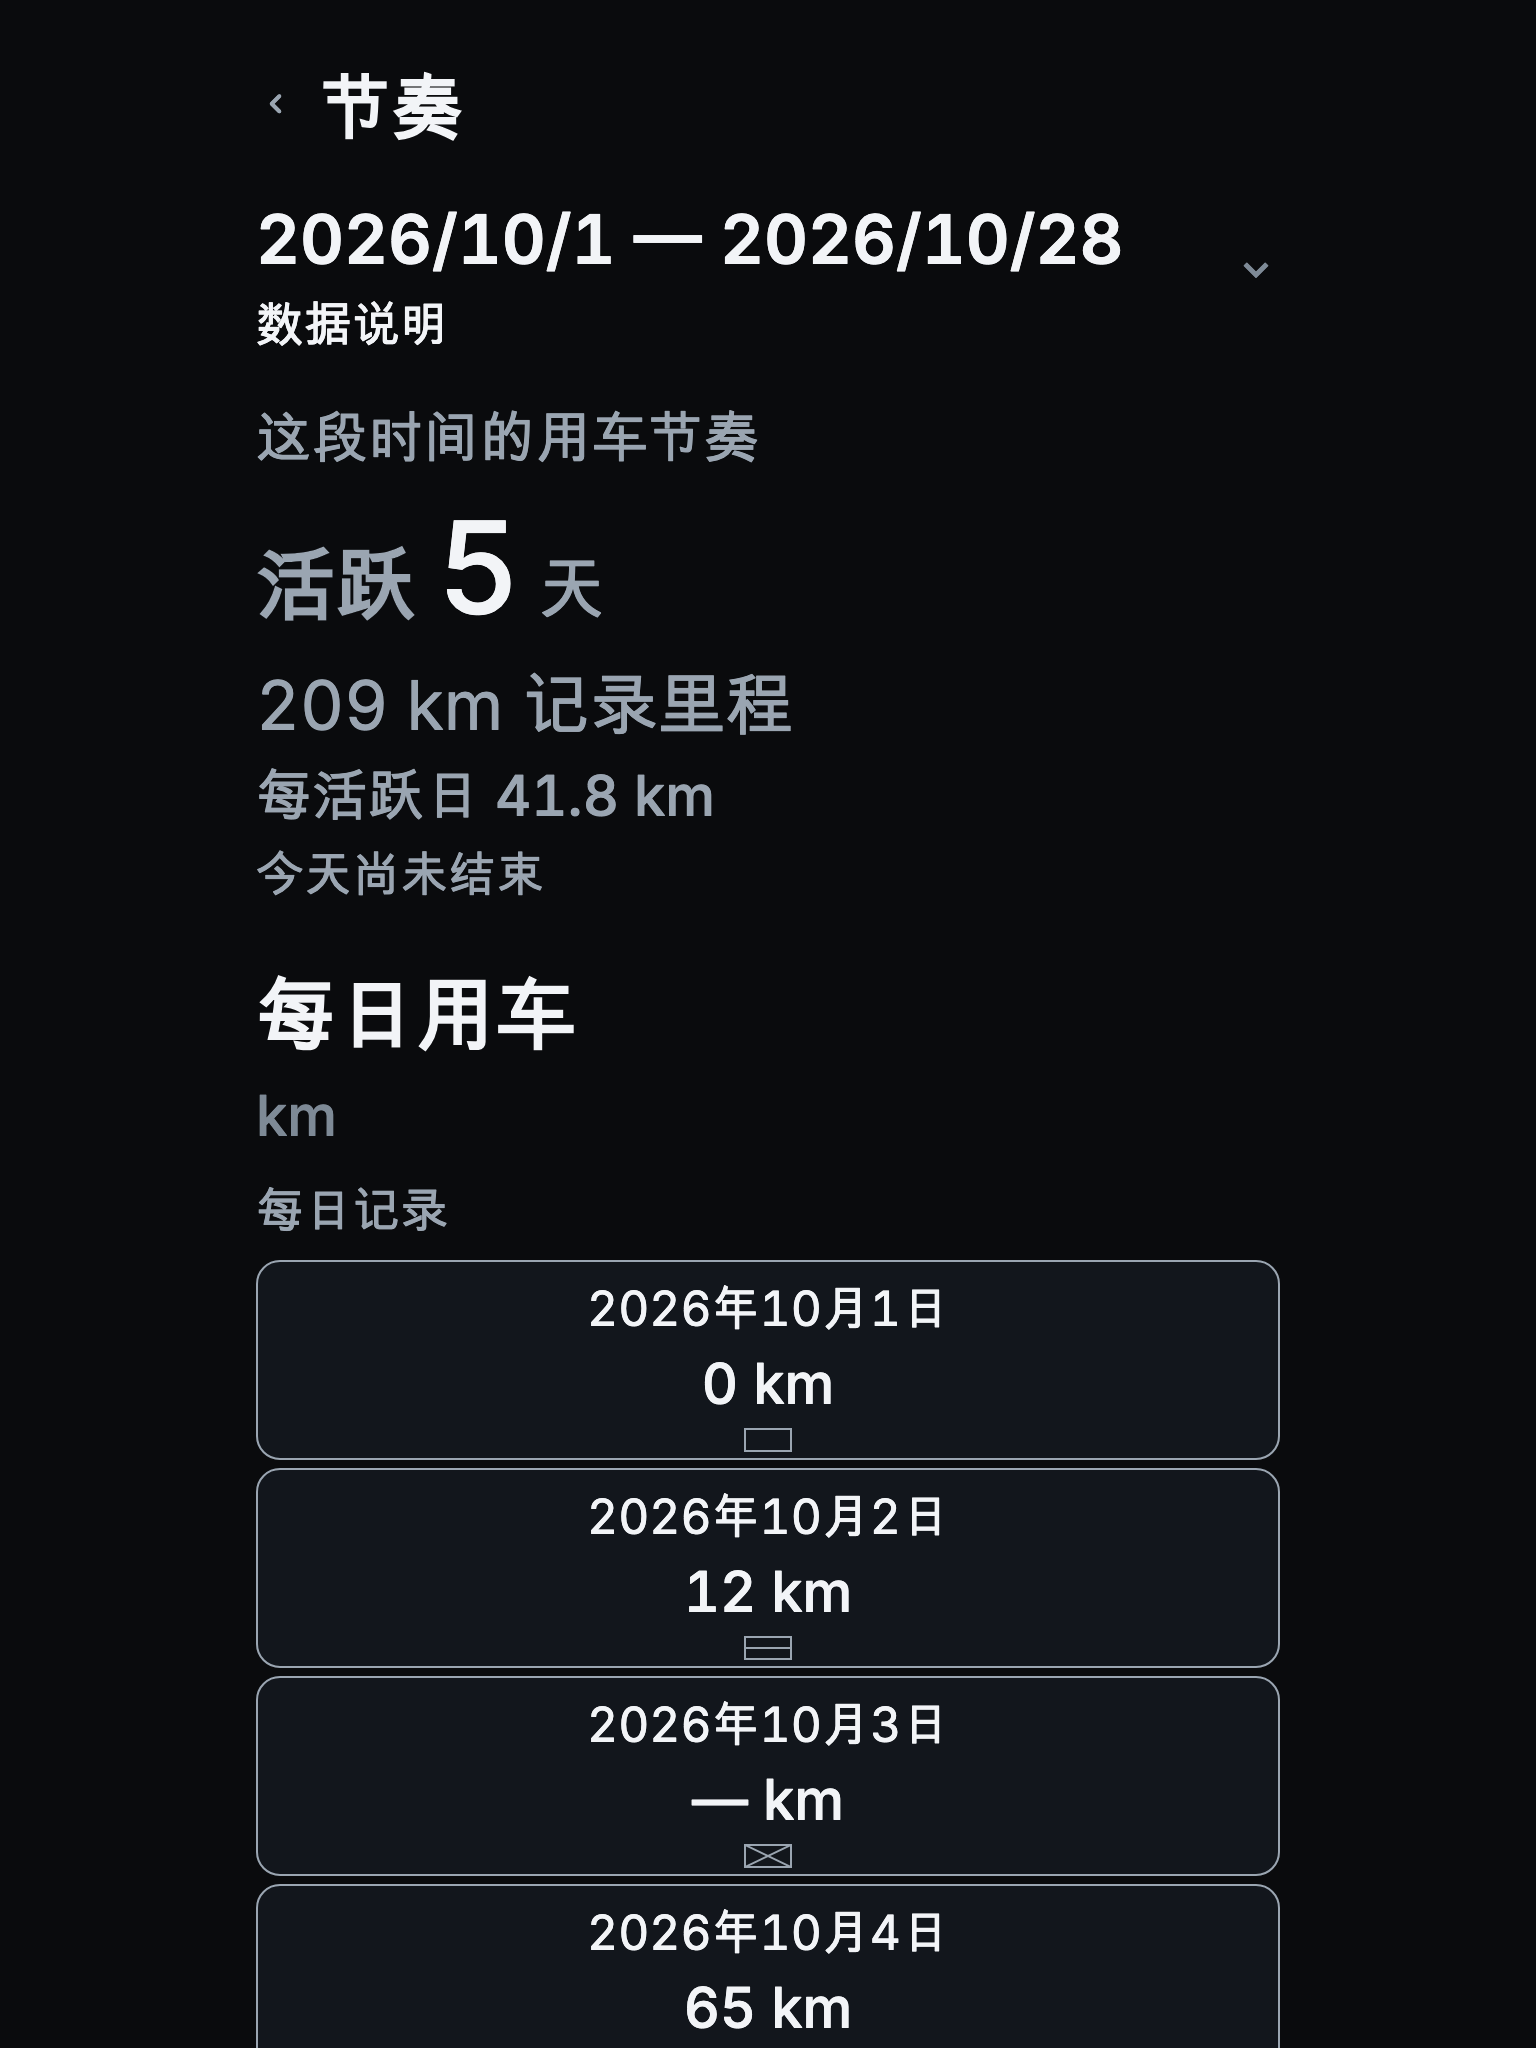 节奏
2026/10/1 — 2026/10/28
数据说明
这段时间的用车节奏
活跃 5 天
209 km 记录里程
每活跃日 41.8 km
今天尚未结束
每日用车
km
每日记录
2026年10月1日
0 km
2026年10月2日
12 km
2026年10月3日
— km
2026年10月4日
65 km